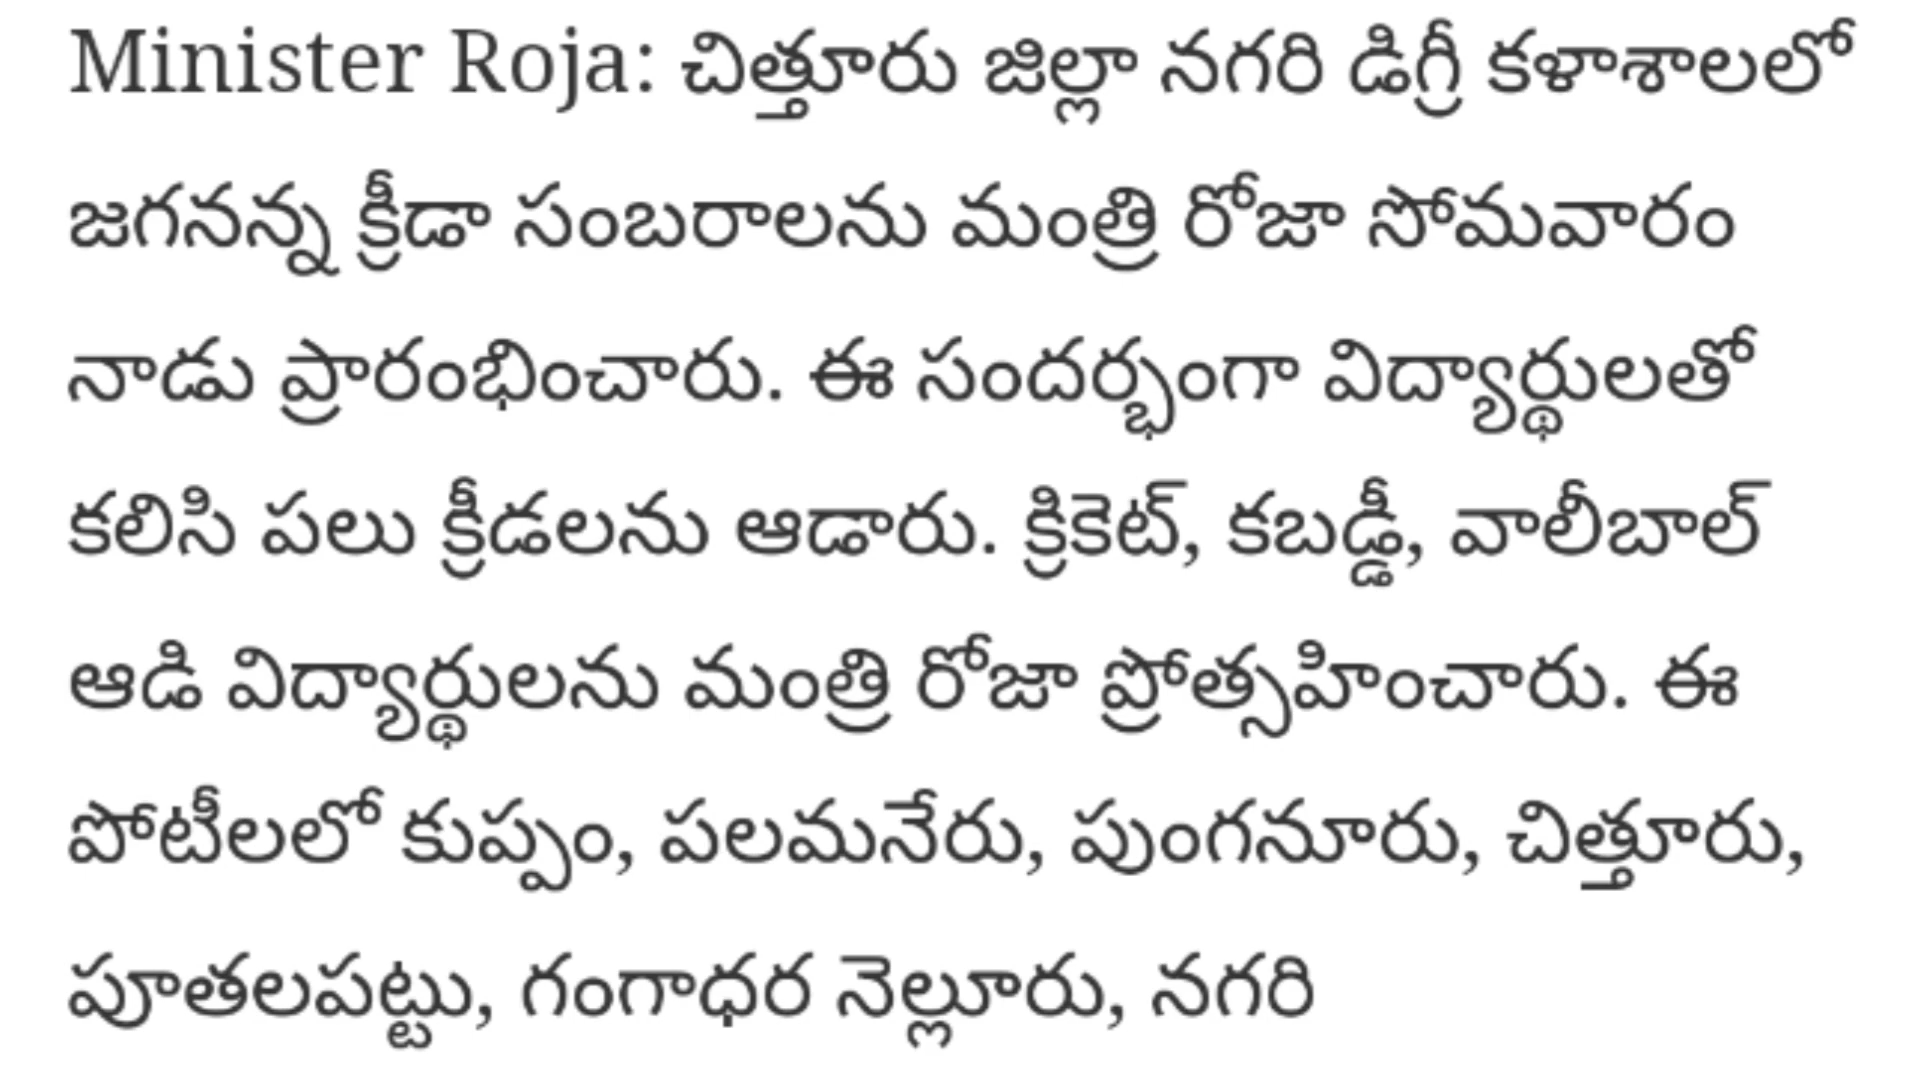 Minister Roja: చిత్తూరు జిల్లా నగరి డిగ్రీ కళాశాలలో
జగనన్న క్రీడా సంబరాలను మంత్రి రోజా సోమవారం
నాడు ప్రారంభించారు. ఈ సందర్భంగా విద్యార్థులతో
కలిసి పలు క్రీడలను ఆడారు. క్రికెట్, కబడ్డీ, వాలీబాల్
ఆడి విద్యార్థులను మంత్రి రోజా ప్రోత్సహించారు. ఈ
పోటీలలో కుప్పం, పలమనేరు, పుంగనూరు, చిత్తూరు,
పూతలపట్టు, గంగాధర నెల్లూరు, నగరి